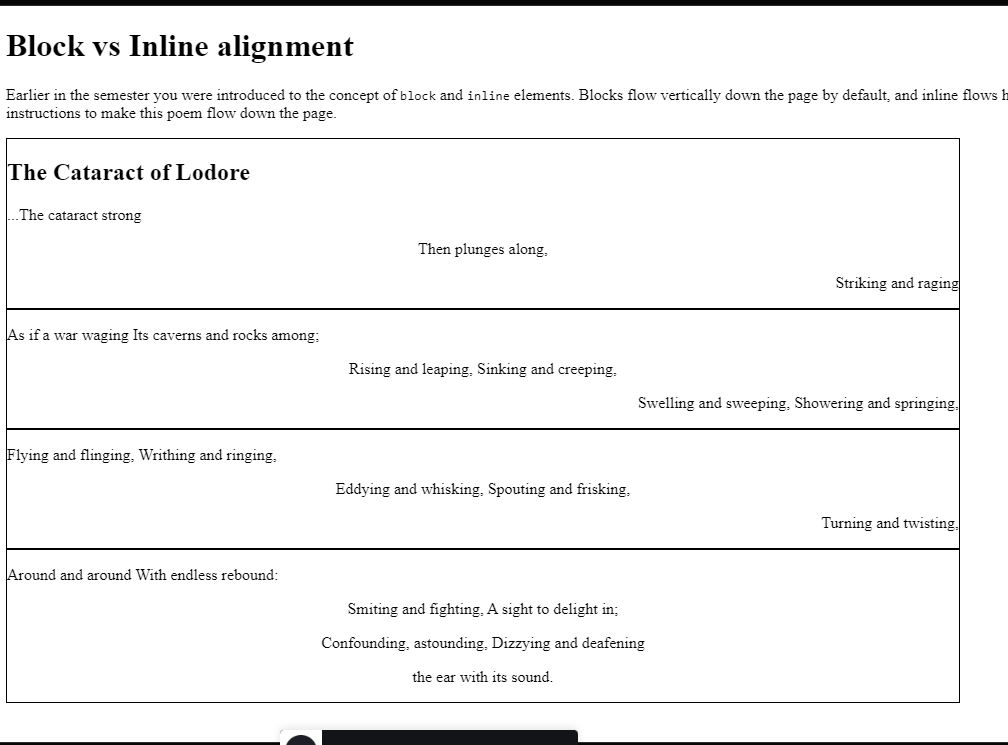 Block vs Inline alignment
Earlier in the semester you were introduced to the concept of block and inline elements. Blocks flow vertically down the page by default, and inline flows
instructions to make this poem flow down the page.
The Cataract of Lodore
...The cataract strong
Then plunges along,
Striking and raging
As if a war waging Its caverns and rocks among;
Rising and leaping, Sinking and creeping,
Swelling and sweeping, Showering and springing,
Flying and flinging, Writhing and ringing,
Eddying and whisking, Spouting and frisking,
Turning and twisting,
Around and around With endless rebound:
Smiting and fighting, A sight to delight in;
Confounding, astounding, Dizzying and deafening
the ear with its sound.